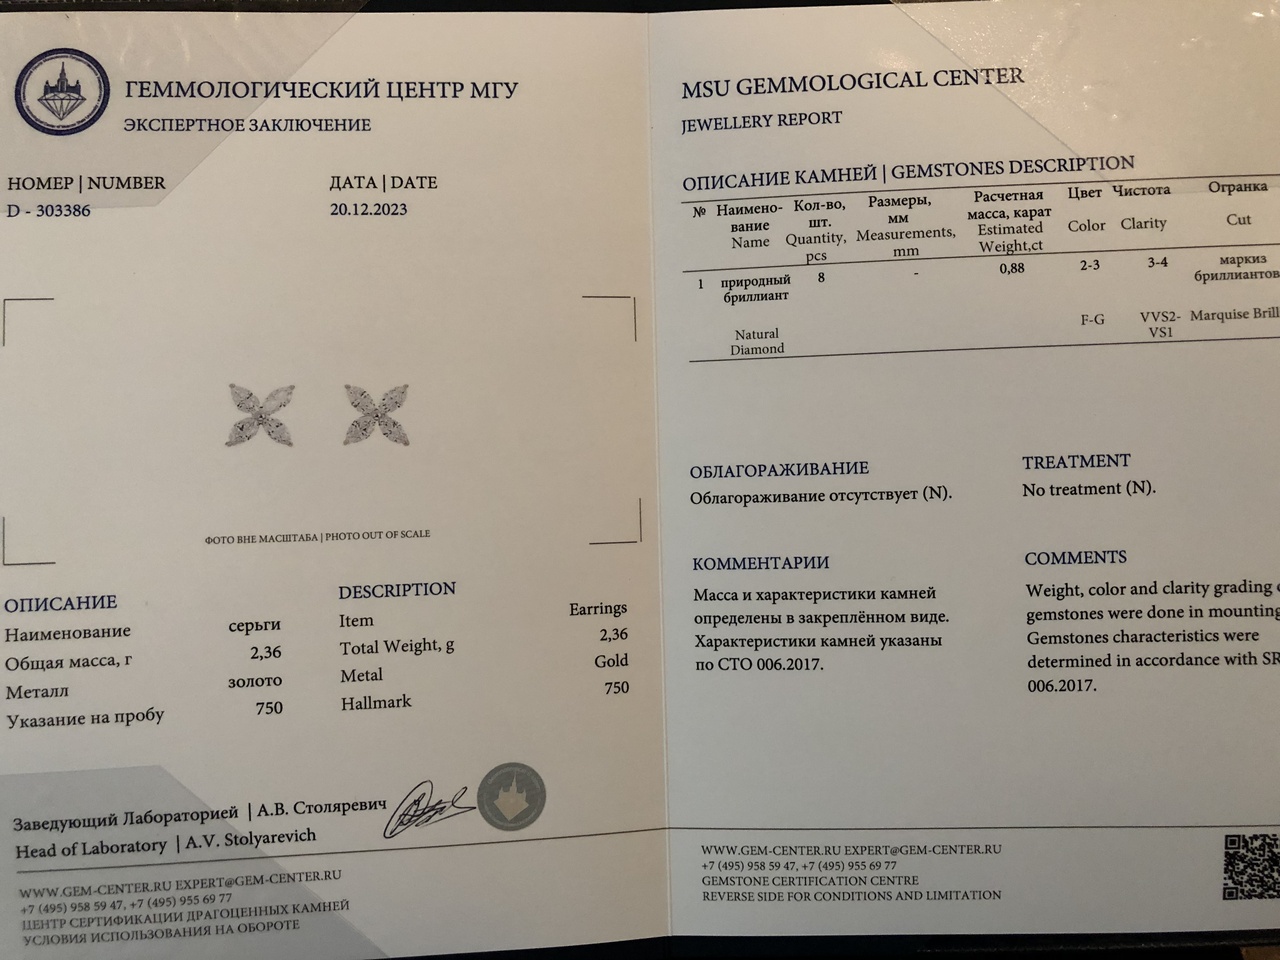 ГЕММОЛОГИЧЕСКИЙ ЦЕНТР МГУ
ЭКСПЕРТНОЕ ЗАКЛЮЧЕНИЕ
НОМЕР | NUMBER
ДАТА | DATE
D - 303386
20.12.2023
ФОТО ВНЕ МАСШТАБА | PHOTO OUT OF SCALE
ОПИСАНИЕ
Наименование серьги
Общая масса, г 2,36
Металл золото
Указание на пробу 750
DESCRIPTION
Item Earrings
Total Weight, g 2,36
Metal Gold
Hallmark 750
Заведующий Лабораторией | А.В. Столяревич
Head of Laboratory | A.V. Stolyarevich
WWW.GEM-CENTER.RU EXPERT@GEM-CENTER.RU
+7 (495) 958 59 47, +7 (495) 955 69 77
ЦЕНТР СЕРТИФИКАЦИИ ДРАГОЦЕННЫХ КАМНЕЙ
УСЛОВИЯ ИСПОЛЬЗОВАНИЯ НА ОБОРОТЕ
MSU GEMMOLOGICAL CENTER
JEWELLERY REPORT
ОПИСАНИЕ КАМНЕЙ | GEMSTONES DESCRIPTION
№ Наимено- Кол-во, Размеры, Расчетная Цвет Чистота Огранка
вание шт. мм масса, карат
Name Quantity, Measurements, Estimated Color Clarity Cut
pcs mm Weight,ct
1 природный 8 - 0,88 2-3 3-4 маркиз
бриллиант бриллиантов
Natural F-G VVS2- Marquise Brill
Diamond VS1
ОБЛАГОРАЖИВАНИЕ
Облагораживание отсутствует (N).
TREATMENT
No treatment (N).
КОММЕНТАРИИ
Масса и характеристики камней
определены в закреплённом виде.
Характеристики камней указаны
по СТО 006.2017.
COMMENTS
Weight, color and clarity grading
gemstones were done in mounting
Gemstones characteristics were
determined in accordance with SR
006.2017.
WWW.GEM-CENTER.RU EXPERT@GEM-CENTER.RU
+7 (495) 958 59 47, +7 (495) 955 69 77
GEMSTONE CERTIFICATION CENTRE
REVERSE SIDE FOR CONDITIONS AND LIMITATION